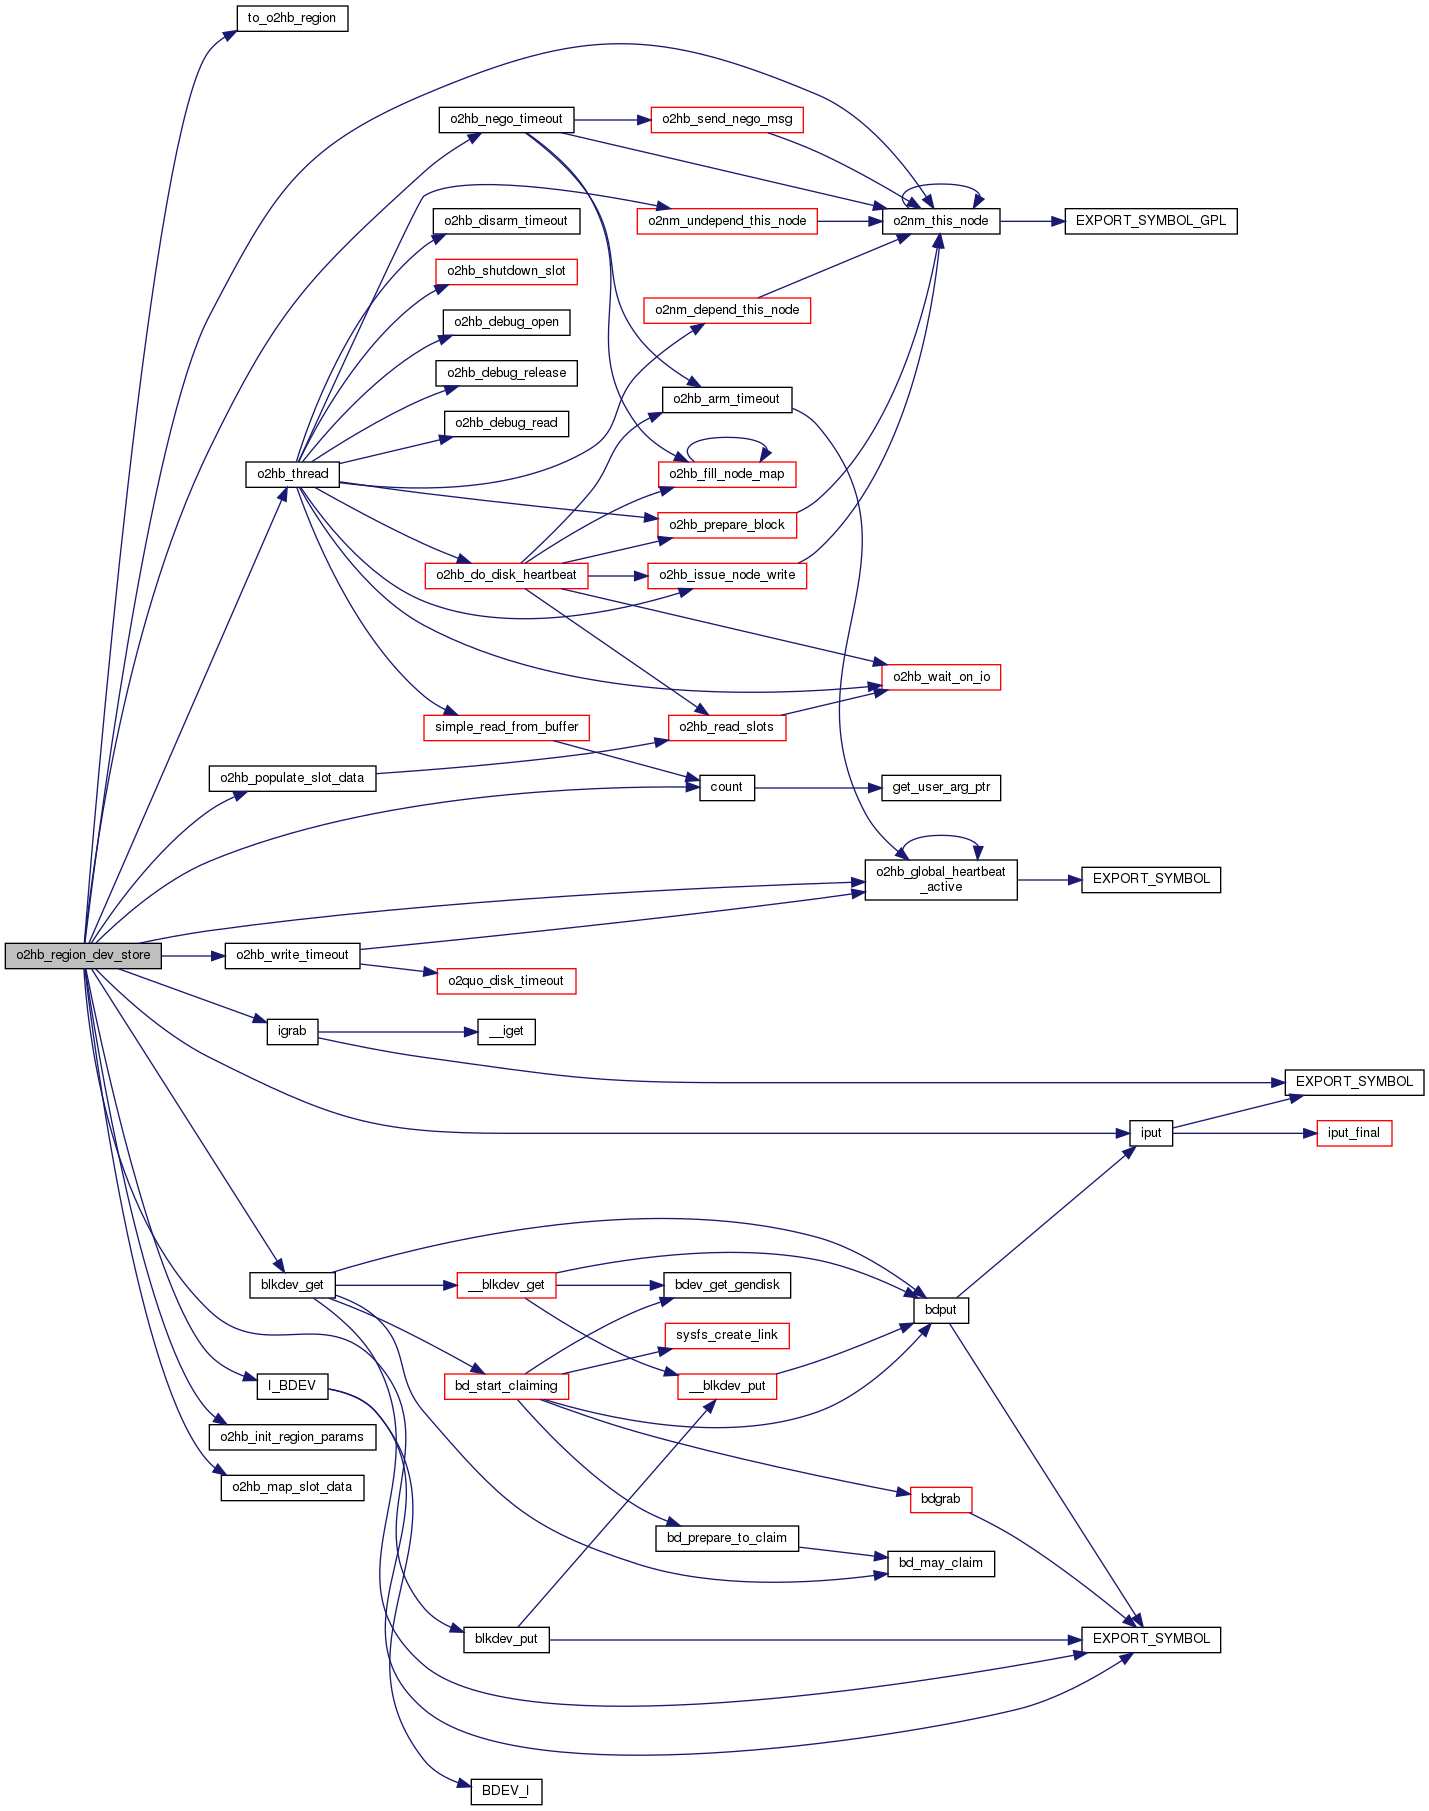 to_o2hb_region
o2hb_nego_timeout
o2hb_send_nego_msg
o2hb_disarm_timeout
o2nm_undepend_this_node
o2nm_this_node
EXPORT_SYMBOL_GPL
o2hb_shutdown_slot
o2nm_depend_this_node
o2hb_debug_open
o2hb_debug_release
o2hb_arm_timeout
o2hb_debug_read
o2hb_thread
o2hb_fill_node_map
o2hb_prepare_block
o2hb_do_disk_heartbeat
o2hb_issue_node_write
o2hb_wait_on_io
simple_read_from_buffer
o2hb_read_slots
o2hb_populate_slot_data
count
get_user_arg_ptr
o2hb_global_heartbeat
_active
EXPORT_SYMBOL
o2hb_region_dev_store
o2hb_write_timeout
o2quo_disk_timeout
igrab
__iget
EXPORT_SYMBOL
iput
iput_final
blkdev_get
__blkdev_get
bdev_get_gendisk
bdput
sysfs_create_link
I_BDEV
bd_start_claiming
__blkdev_put
o2hb_init_region_params
o2hb_map_slot_data
bdgrab
bd_prepare_to_claim
bd_may_claim
blkdev_put
EXPORT_SYMBOL
BDEV_I